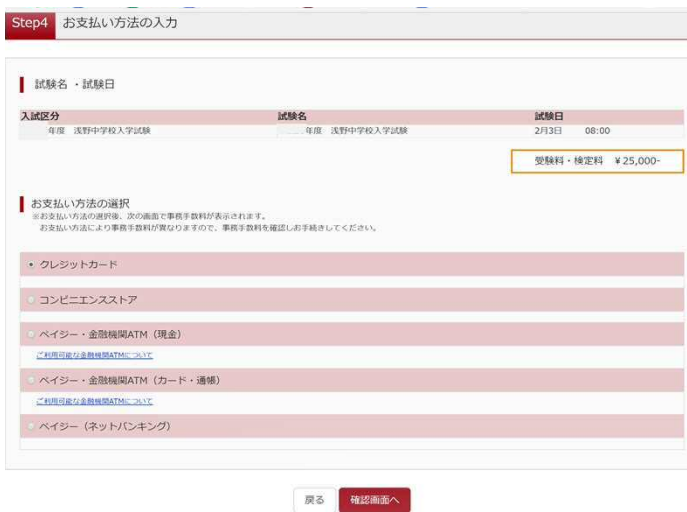 Step4 お支払い方法の入力
試験名 ・試験日
入試区分 試験名 試験日
年度 浅野中学校入学試験 年度 浅野中学校入学試験 2月3日 08:00
受験料・検定料 ¥25,000-
お支払い方法の選択
※お支払い方法の選択後、次の画面で事務手数料が表示されます。
お支払い方法により事務手数料が異なりますので、事務手数料を確認しお手続きしてください。
クレジットカード
コンビニエンスストア
ペイジー・金融機関ATM(現金)
ご利用可能な金融機関ATMについて
ペイジー・金融機関ATM(カード・通帳)
ご利用可能な金融機関ATMについて
ペイジー(ネットバンキング)
戻る 確認画面へ